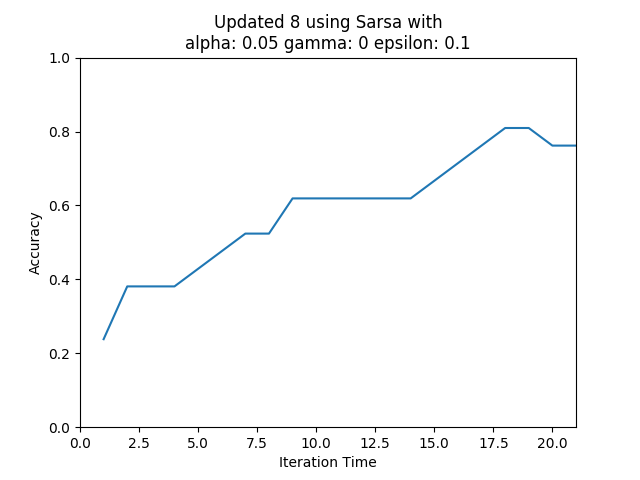 Updated 8 using Sarsa with
alpha: 0.05 gamma: 0 epsilon: 0.1
1.0
0.8
0.6
0.4
0.2
0.0
Accuracy
0.0 2.5 5.0 7.5 10.0 12.5 15.0 17.5 20.0
Iteration Time